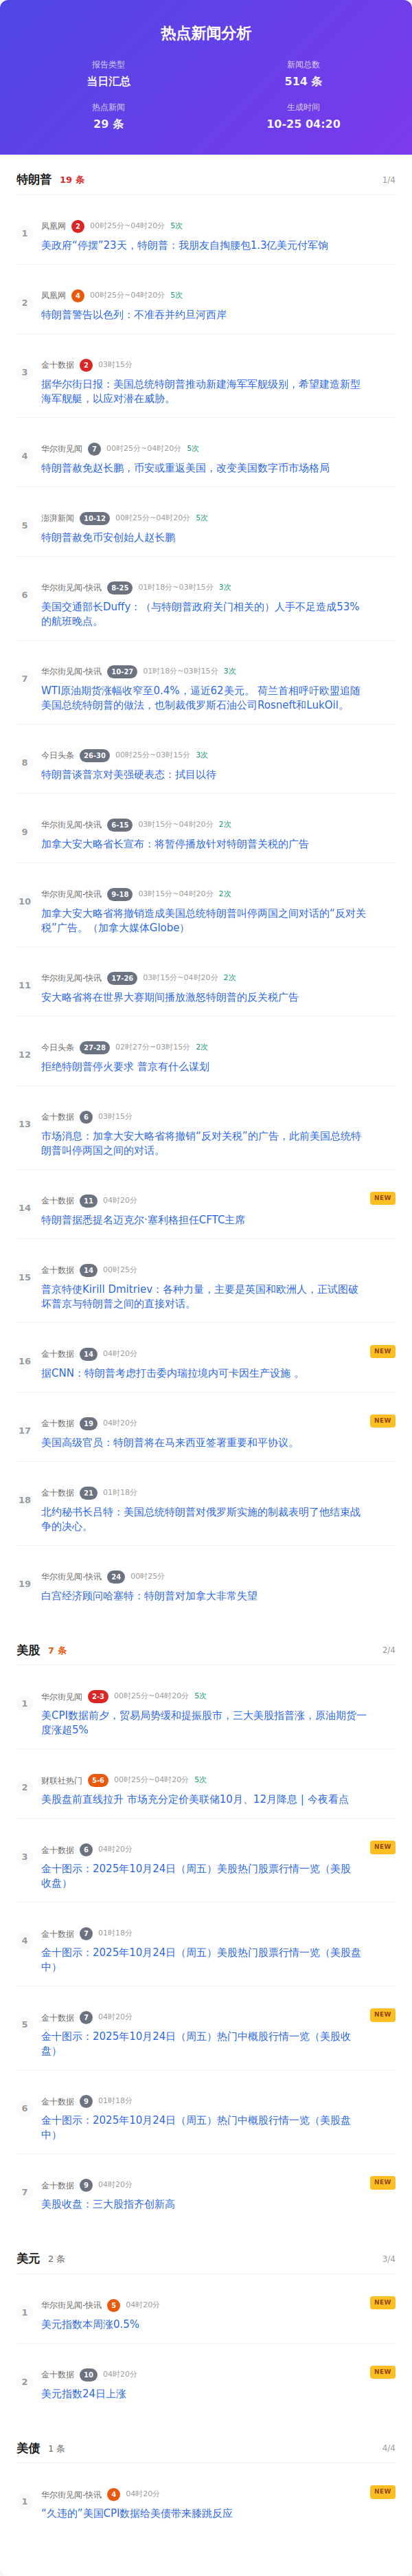 热点新闻分析
报告类型
新闻总数
当日汇总
514 条
热点新闻
生成时间
29 条
10-25 04:20
特朗普 19 条 1/4
1
凤凰网 2 00时25分~04时20分 5次
美政府“停摆”23天，特朗普：我朋友自掏腰包1.3亿美元付军饷
2
凤凰网 4 00时25分~04时20分 5次
特朗普警告以色列：不准吞并约旦河西岸
3
金十数据 2 03时15分
据华尔街日报：美国总统特朗普推动新建海军军舰级别，希望建造新型
海军舰艇，以应对潜在威胁。
4
华尔街见闻 7 00时25分~04时20分 5次
特朗普赦免赵长鹏，币安或重返美国，改变美国数字币市场格局
5
澎湃新闻 10-12 00时25分~04时20分 5次
特朗普赦免币安创始人赵长鹏
6
华尔街见闻-快讯 8-25 01时18分~03时15分 3次
美国交通部长Duffy：（与特朗普政府关门相关的）人手不足造成53%
的航班晚点。
7
华尔街见闻-快讯 10-27 01时18分~03时15分 3次
WTI原油期货涨幅收窄至0.4%，逼近62美元。 荷兰首相呼吁欧盟追随
美国总统特朗普的做法，也制裁俄罗斯石油公司Rosneft和LukOil。
8
今日头条 26-30 00时25分~03时15分 3次
特朗普谈普京对美强硬表态：拭目以待
9
华尔街见闻-快讯 6-15 03时15分~04时20分 2次
加拿大安大略省长宣布：将暂停播放针对特朗普关税的广告
10
华尔街见闻-快讯 9-18 03时15分~04时20分 2次
加拿大安大略省将撤销造成美国总统特朗普叫停两国之间对话的“反对关
税”广告。（加拿大媒体Globe）
11
华尔街见闻-快讯 17-26 03时15分~04时20分 2次
安大略省将在世界大赛期间播放激怒特朗普的反关税广告
12
今日头条 27-28 02时27分~03时15分 2次
拒绝特朗普停火要求 普京有什么谋划
13
金十数据 6 03时15分
市场消息：加拿大安大略省将撤销“反对关税”的广告，此前美国总统特
朗普叫停两国之间的对话。
14
金十数据 11 04时20分 NEW
特朗普据悉提名迈克尔·塞利格担任CFTC主席
15
金十数据 14 00时25分
普京特使Kirill Dmitriev：各种力量，主要是英国和欧洲人，正试图破
坏普京与特朗普之间的直接对话。
16
金十数据 14 04时20分 NEW
据CNN：特朗普考虑打击委内瑞拉境内可卡因生产设施 。
17
金十数据 19 04时20分 NEW
美国高级官员：特朗普将在马来西亚签署重要和平协议。
18
金十数据 21 01时18分
北约秘书长吕特：美国总统特朗普对俄罗斯实施的制裁表明了他结束战
争的决心。
19
华尔街见闻-快讯 24 00时25分
白宫经济顾问哈塞特：特朗普对加拿大非常失望
美股 7 条 2/4
1
华尔街见闻 2-3 00时25分~04时20分 5次
美CPI数据前夕，贸易局势缓和提振股市，三大美股指普涨，原油期货一
度涨超5%
2
财联社热门 5-6 00时25分~04时20分 5次
美股盘前直线拉升 市场充分定价美联储10月、12月降息 | 今夜看点
3
金十数据 6 04时20分 NEW
金十图示：2025年10月24日（周五）美股热门股票行情一览（美股
收盘）
4
金十数据 7 01时18分
金十图示：2025年10月24日（周五）美股热门股票行情一览（美股盘
中）
5
金十数据 7 04时20分 NEW
金十图示：2025年10月24日（周五）热门中概股行情一览（美股收
盘）
6
金十数据 9 01时18分
金十图示：2025年10月24日（周五）热门中概股行情一览（美股盘
中）
7
金十数据 9 04时20分 NEW
美股收盘：三大股指齐创新高
美元 2 条 3/4
1
华尔街见闻-快讯 5 04时20分 NEW
美元指数本周涨0.5%
2
金十数据 10 04时20分 NEW
美元指数24日上涨
美债 1 条 4/4
1
华尔街见闻-快讯 4 04时20分 NEW
“久违的”美国CPI数据给美债带来膝跳反应